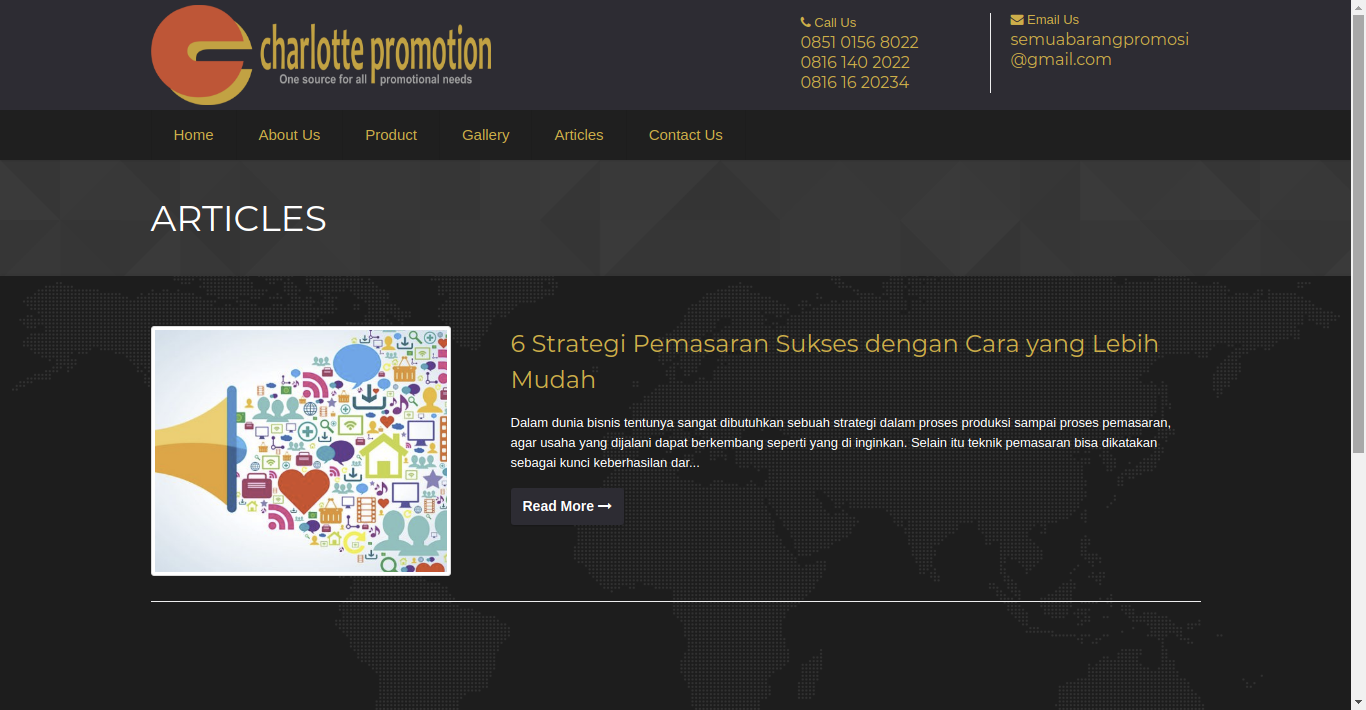 charlotte promotion
One source for all promotional needs
Call Us
0851 0156 8022
0816 140 2022
0816 16 20234
Email Us
semuabarangpromosi
@gmail.com
Home About Us Product Gallery Articles Contact Us
ARTICLES
6 Strategi Pemasaran Sukses dengan Cara yang Lebih
Mudah
Dalam dunia bisnis tentunya sangat dibutuhkan sebuah strategi dalam proses produksi sampai proses pemasaran,
agar usaha yang dijalani dapat berkembang seperti yang di inginkan. Selain itu teknik pemasaran bisa dikatakan
sebagai kunci keberhasilan dar...
Read More